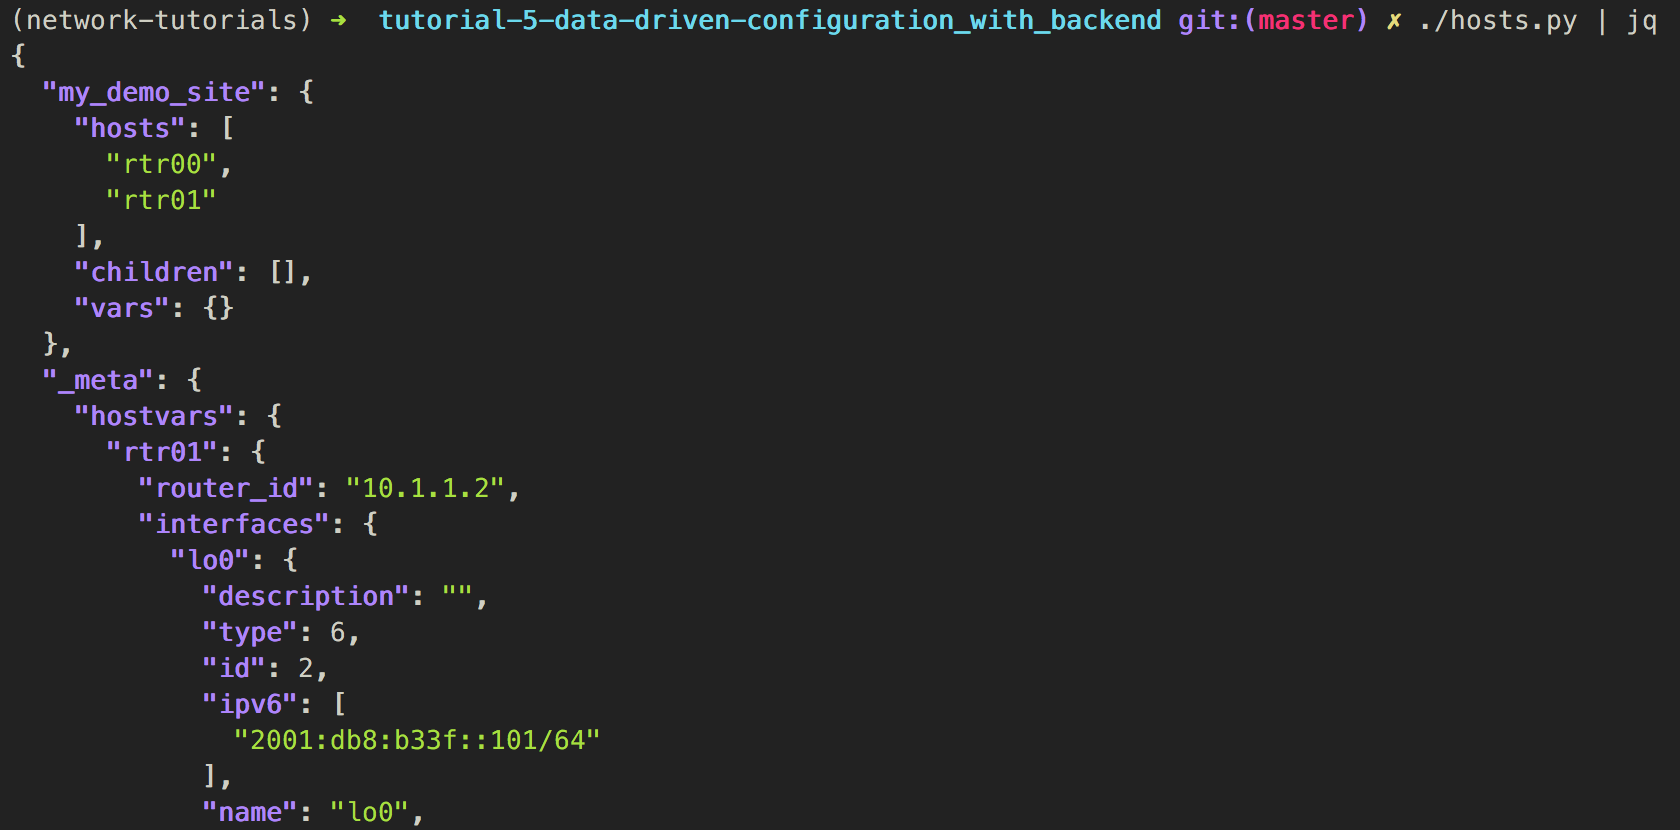 (network-tutorials) ➜  tutorial-5-data-driven-configuration_with_backend git:(master) ✗ ./hosts.py | jq
{
  "my_demo_site": {
    "hosts": [
      "rtr00",
      "rtr01"
    ],
    "children": [],
    "vars": {}
  },
  "_meta": {
    "hostvars": {
      "rtr01": {
        "router_id": "10.1.1.2",
        "interfaces": {
          "lo0": {
            "description": "",
            "type": 6,
            "id": 2,
            "ipv6": [
              "2001:db8:b33f::101/64"
            ],
            "name": "lo0",